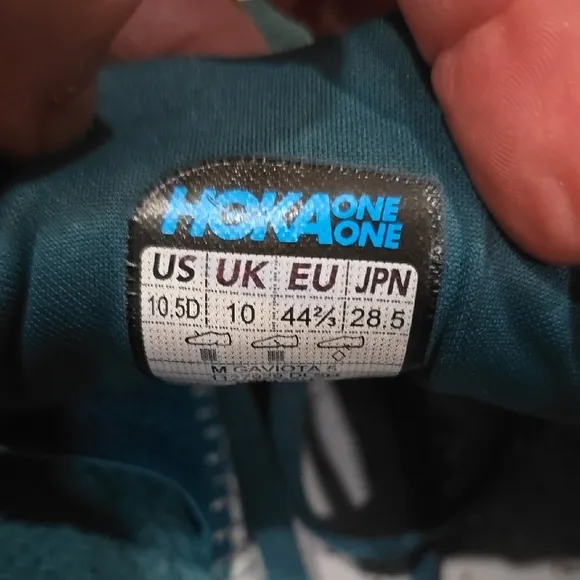 HOKA ONE ONE
US UK EU JPN
10.5D 10 44⅔ 28.5
M GAVIOTA 5